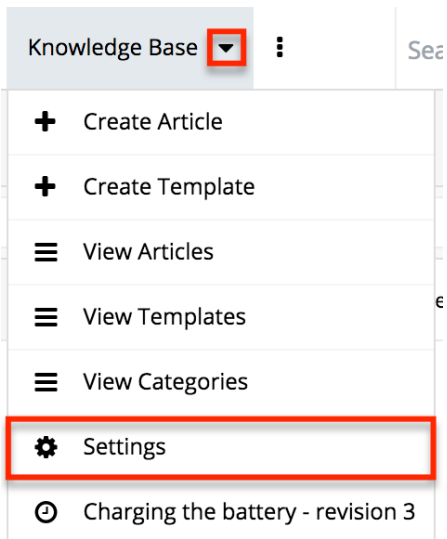 Knowledge Base
Sea
Create Article
Create Template
View Articles
View Templates
View Categories
Settings
Charging the battery - revision 3